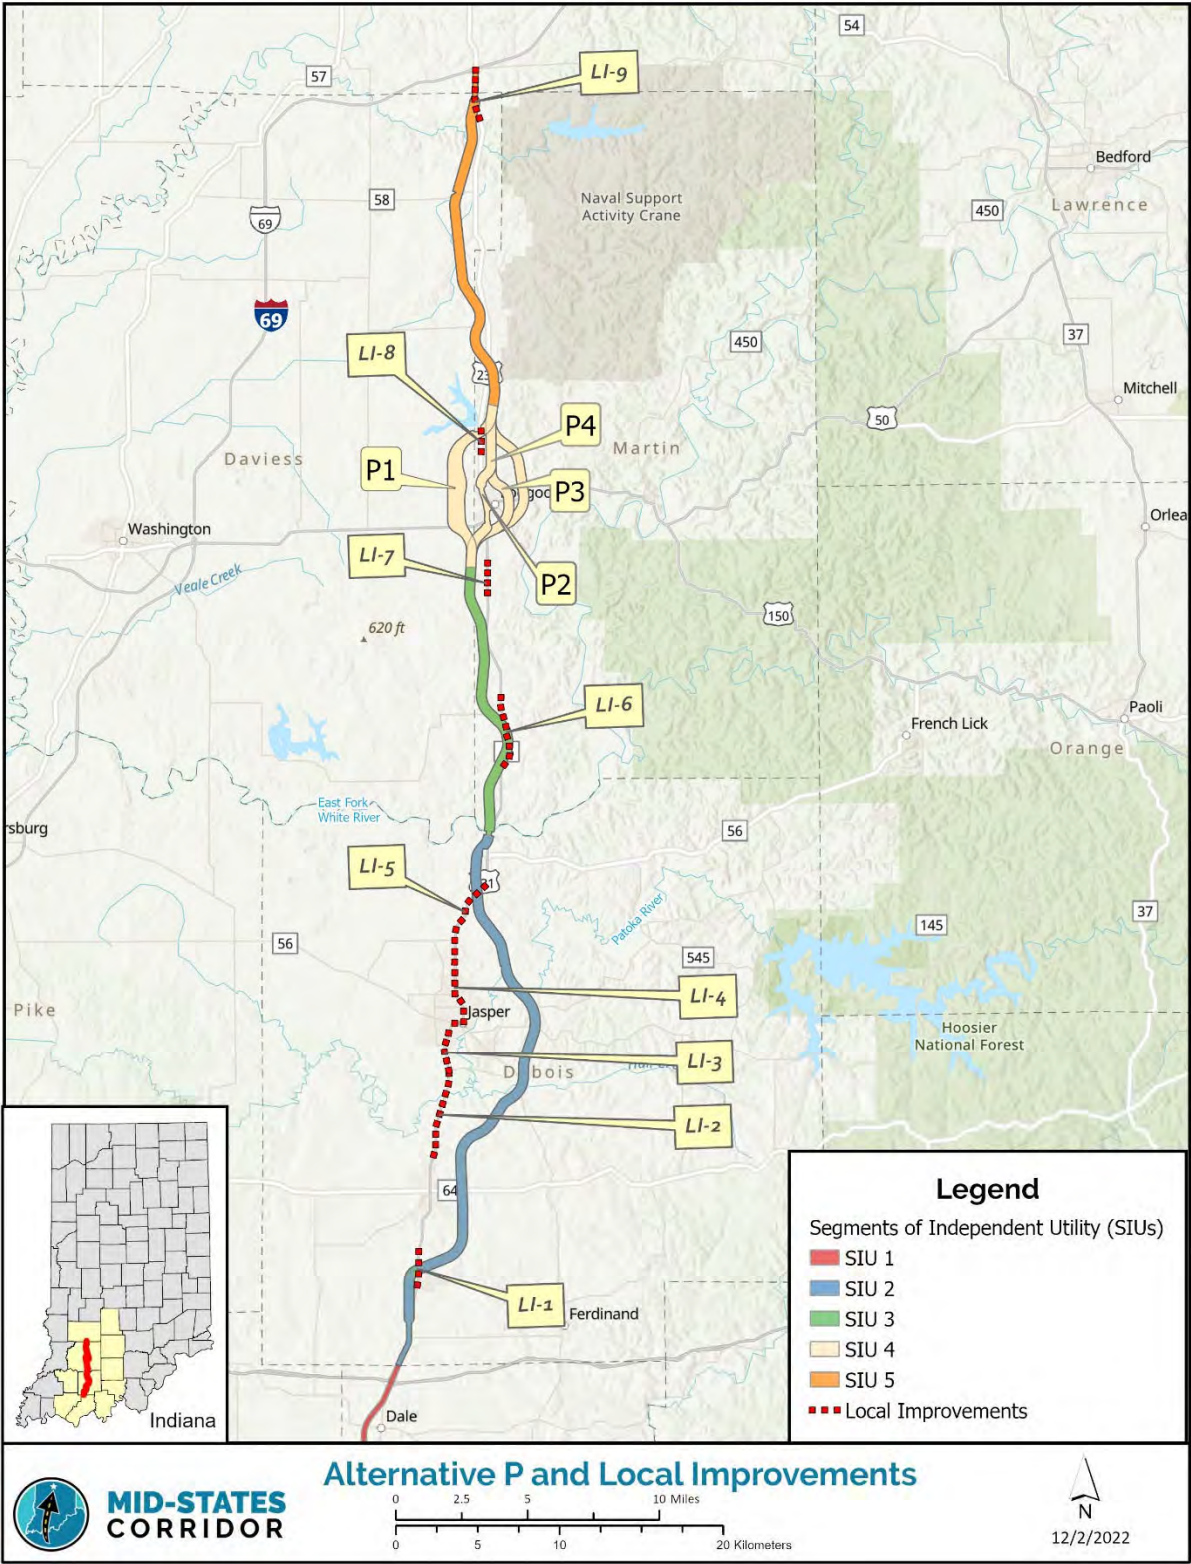 54
LI-9
57
Bedford
58
Naval Support
Activity Crane
450
Lawrence
69
69
37
450
LI-8
Mitchell
50
P4
Daviess
Martin
P1
P3
Washington
Orlea
LI-7
P2
Veale Creek
150
620 ft
LI-6
Paoli
French Lick
Orange
East Fork
White River
rsburg
56
LI-5
37
Patoka River
145
56
545
LI-4
Pike
Jasper
Hoosier
National Forest
LI-3
LI-2
64
LI-1
Ferdinand
Dale
Indiana
Legend
Segments of Independent Utility (SIUs)
SIU 1
SIU 2
SIU 3
SIU 4
SIU 5
Local Improvements
Alternative P and Local Improvements
MID-STATES
CORRIDOR
0 2.5 5 10 Miles
0 5 10 20 Kilometers
N
12/2/2022